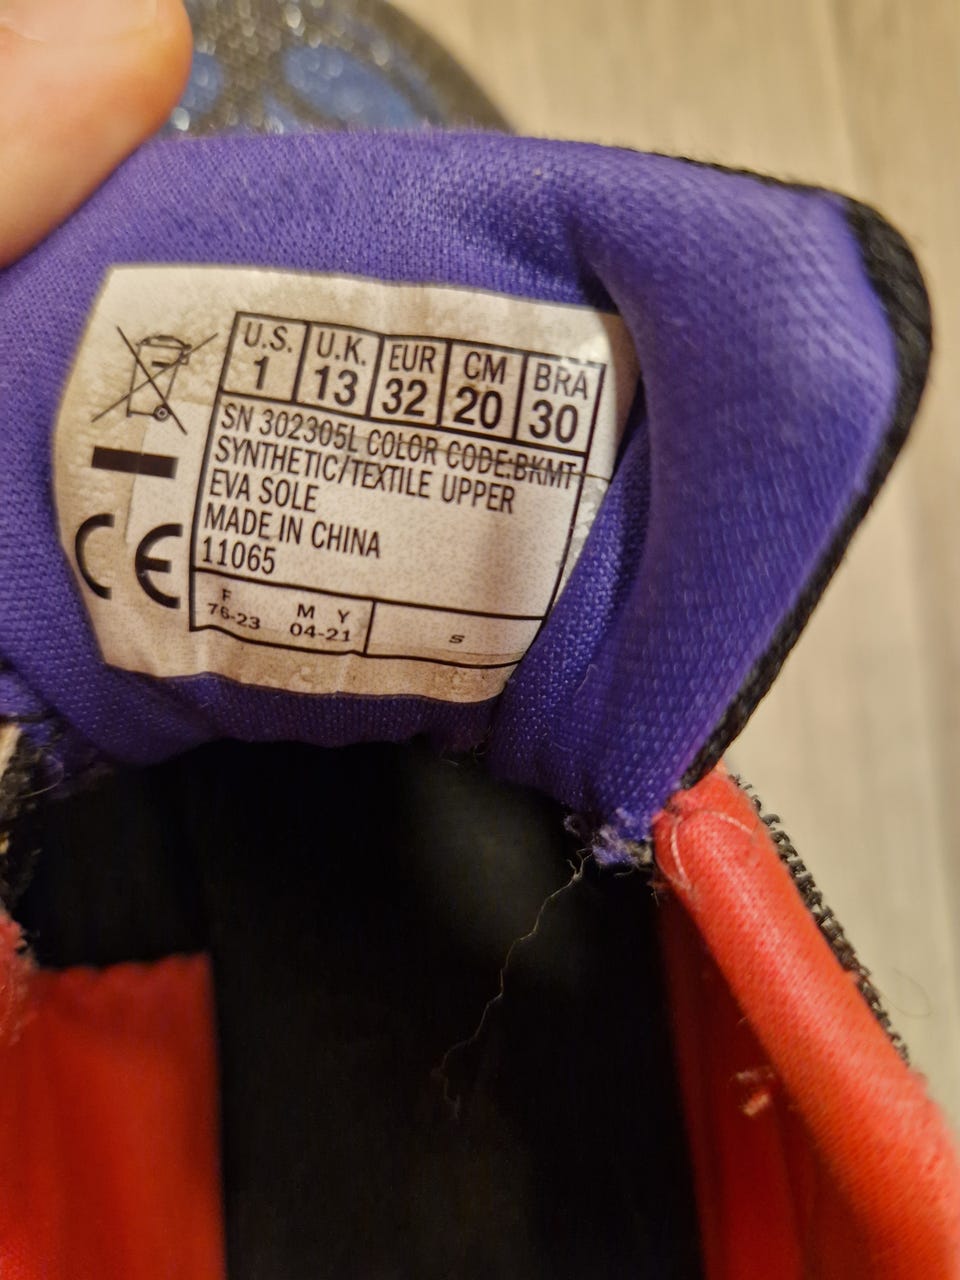 U.S. U.K. EUR CM BRA
1 13 32 20 30
SN 302305L COLOR CODE:BKMT
SYNTHETIC/TEXTILE UPPER
EVA SOLE
MADE IN CHINA
11065
F M Y
76-23 04-21 S
CE